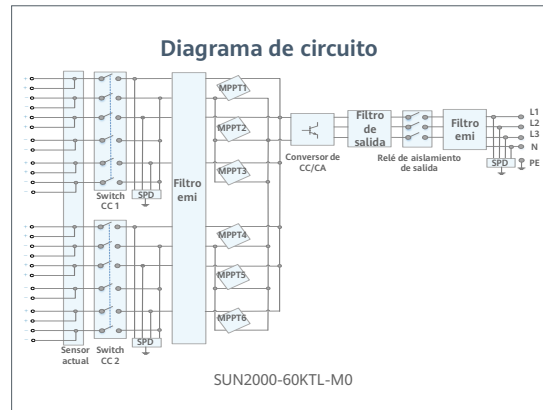 Diagrama de circuito
MPPT1
MPPT2
MPPT3
MPPT4
MPPT5
MPPT6
Switch
CC 1
SPD
Filtro
emi
Conversor de
CC/CA
Filtro
de
salida
Relé de aislamiento
de salida
Filtro
emi
L1
L2
L3
N
SPD
PE
Sensor
actual
Switch
CC 2
SPD
SUN2000-60KTL-M0